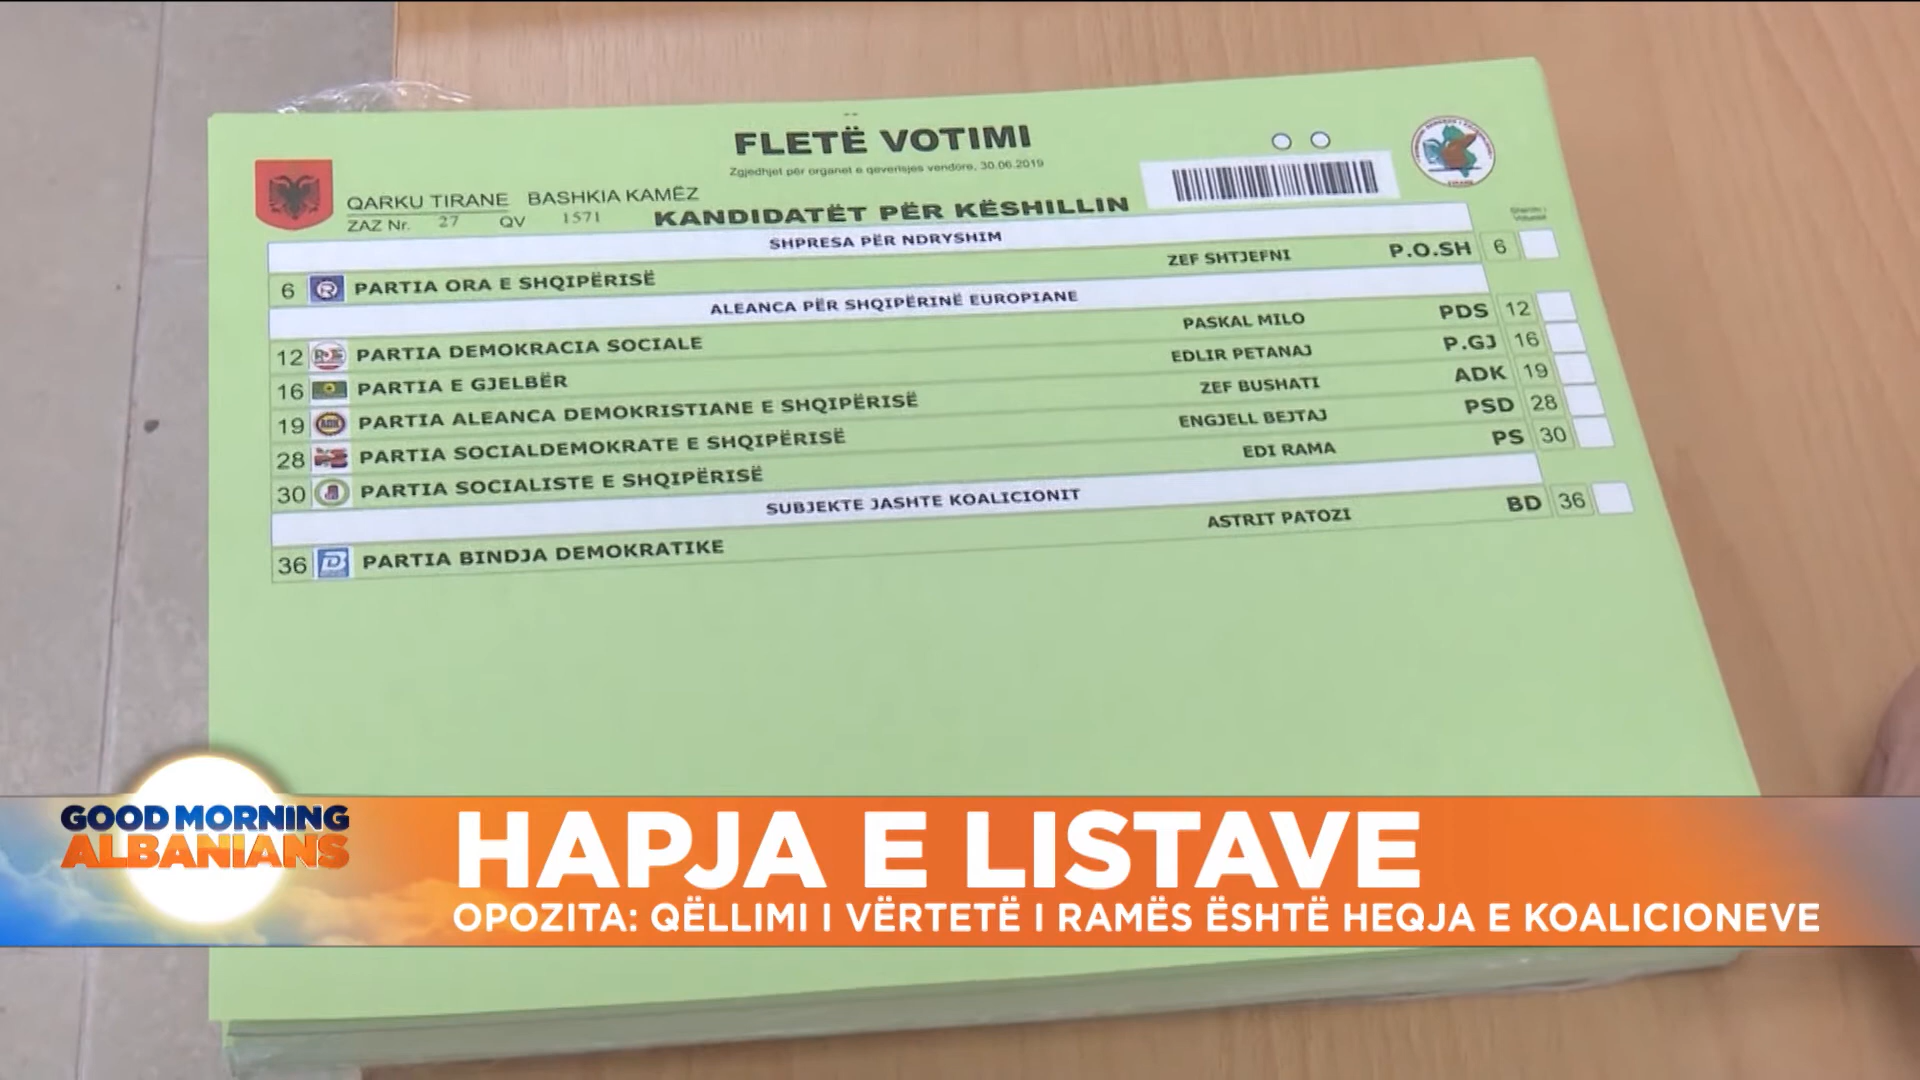 FLETË VOTIMI
Zgjedhjet për organet e qeverisjes vendore, 30.06.2019
QARKU TIRANE BASHKIA KAMËZ
ZAZ Nr. 27 QV 1571
KANDIDATËT PËR KËSHILLIN
SHPRESA PËR NDRYSHIM
6 PARTIA ORA E SHQIPËRISË ZEF SHTJEFNI P.O.SH 6
ALEANCA PËR SHQIPËRINË EUROPIANE
12 PARTIA DEMOKRACIA SOCIALE PASKAL MILO PDS 12
16 PARTIA E GJELBËR EDLIR PETANAJ P.GJ 16
19 ADK PARTIA ALEANCA DEMOKRISTIANE E SHQIPËRISË ZEF BUSHATI ADK 19
28 PARTIA SOCIALDEMOKRATE E SHQIPËRISË ENGJELL BEJTAJ PSD 28
30 PARTIA SOCIALISTE E SHQIPËRISË EDI RAMA PS 30
SUBJEKTE JASHTE KOALICIONIT
36 PARTIA BINDJA DEMOKRATIKE ASTRIT PATOZI BD 36
GOOD MORNING
ALBANIANS
HAPJA E LISTAVE
OPOZITA: QËLLIMI I VËRTETË I RAMËS ËSHTË HEQJA E KOALICIONEVE